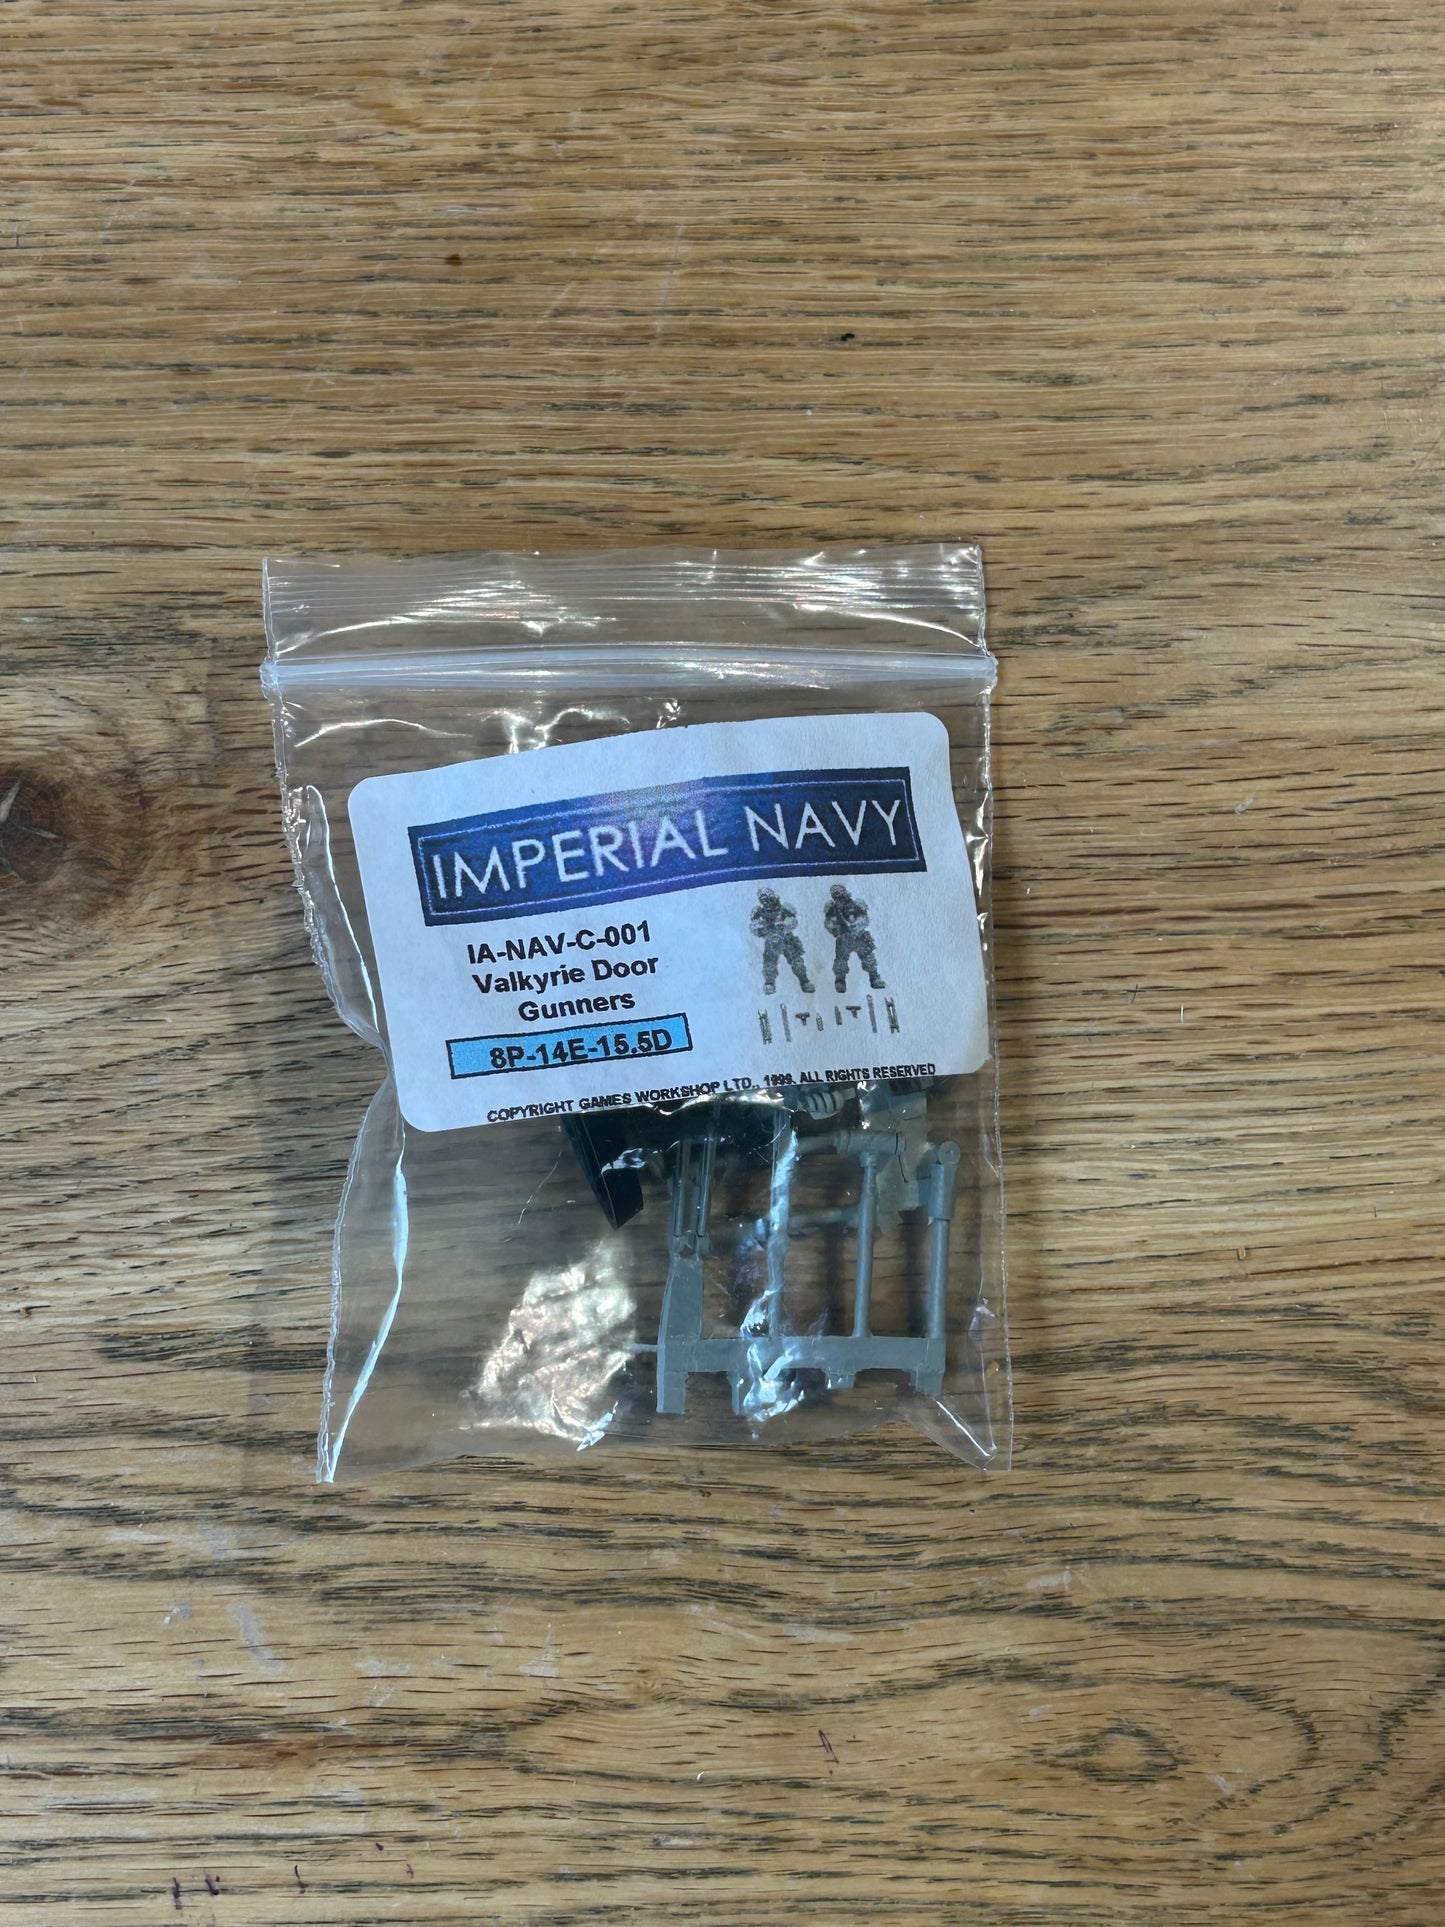 IMPERIAL NAVY
IA-NAV-C-001
Valkyrie Door
Gunners
8P-14E-15.5D
COPYRIGHT GAMES WORKSHOP LTD., 1999. ALL RIGHTS RESERVED